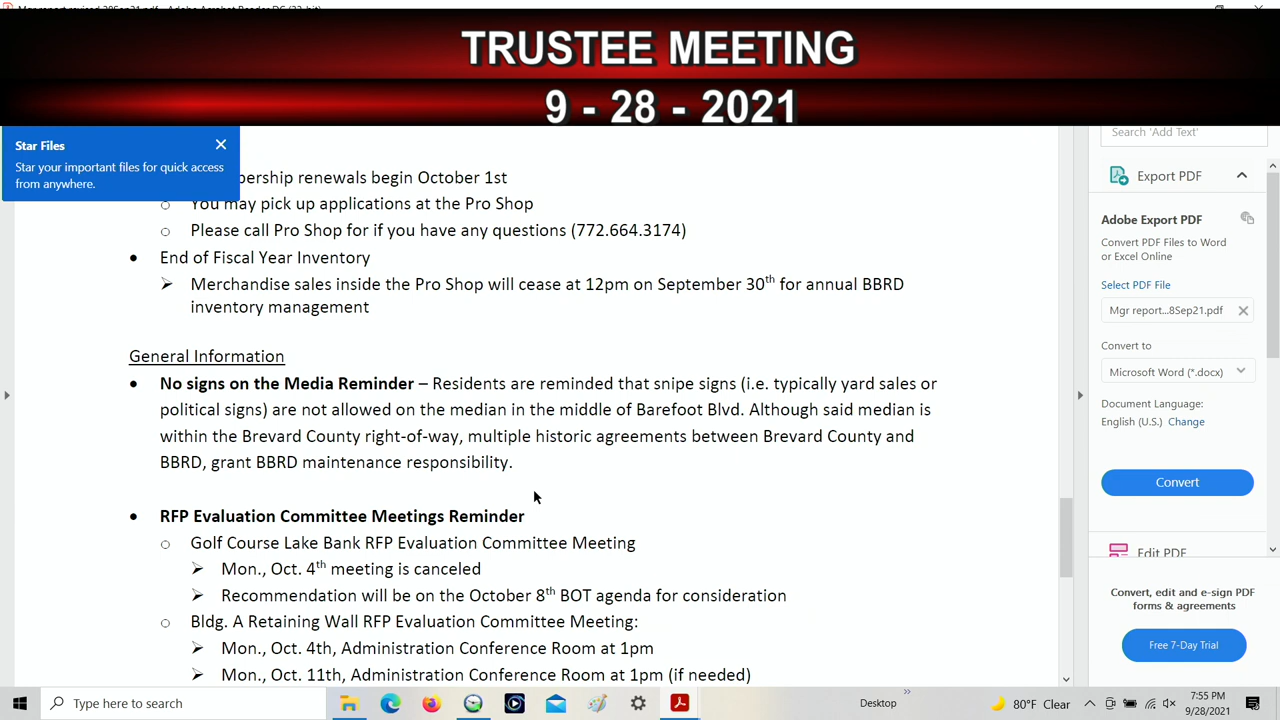 TRUSTEE MEETING
9 - 28 - 2021
Star Files
Star your important files for quick access
from anywhere.
bership renewals begin October 1st
○ You may pick up applications at the Pro Shop
○ Please call Pro Shop for if you have any questions (772.664.3174)
• End of Fiscal Year Inventory
➢ Merchandise sales inside the Pro Shop will cease at 12pm on September 30th for annual BBRD
inventory management
General Information
• No signs on the Media Reminder – Residents are reminded that snipe signs (i.e. typically yard sales or
political signs) are not allowed on the median in the middle of Barefoot Blvd. Although said median is
within the Brevard County right-of-way, multiple historic agreements between Brevard County and
BBRD, grant BBRD maintenance responsibility.
• RFP Evaluation Committee Meetings Reminder
○ Golf Course Lake Bank RFP Evaluation Committee Meeting
➢ Mon., Oct. 4th meeting is canceled
➢ Recommendation will be on the October 8th BOT agenda for consideration
○ Bldg. A Retaining Wall RFP Evaluation Committee Meeting:
➢ Mon., Oct. 4th, Administration Conference Room at 1pm
➢ Mon., Oct. 11th, Administration Conference Room at 1pm (if needed)
Search 'Add Text'
Export PDF
Adobe Export PDF
Convert PDF Files to Word
or Excel Online
Select PDF File
Mgr report...8Sep21.pdf
Convert to
Microsoft Word (*.docx)
Document Language:
English (U.S.) Change
Convert
Edit PDF
Convert, edit and e-sign PDF
forms & agreements
Free 7-Day Trial
Type here to search
Desktop
80°F Clear
7:55 PM
9/28/2021